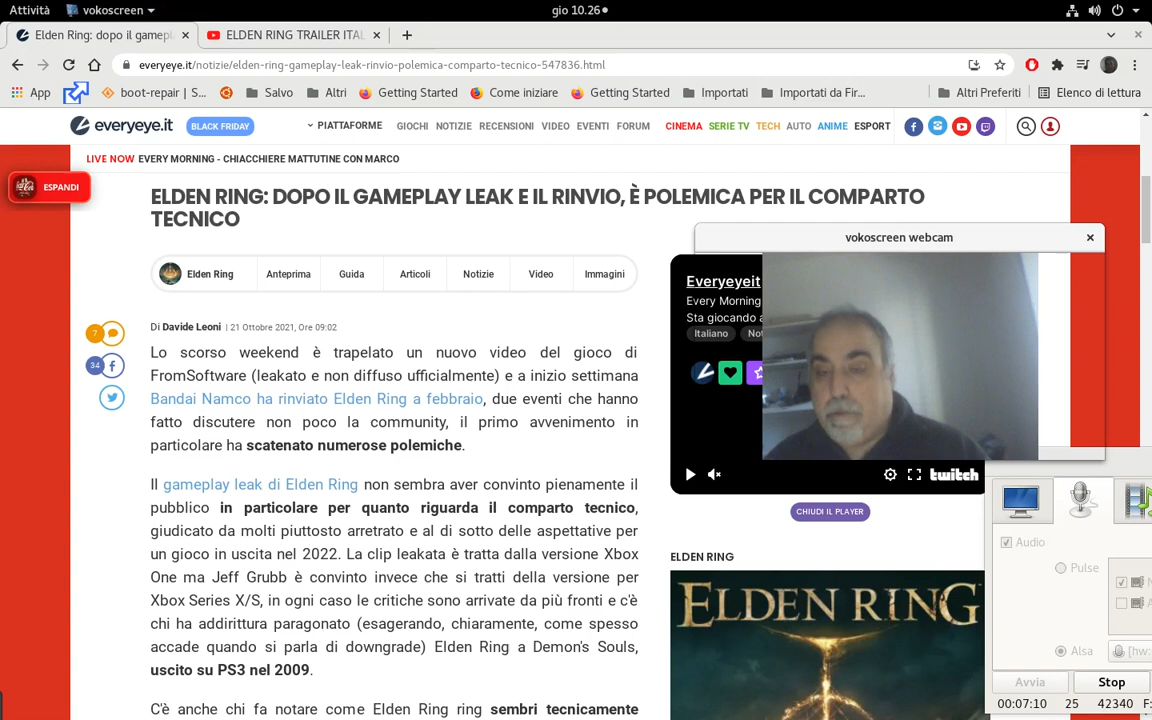 Attività vokoscreen gio 10.26
Elden Ring: dopo il gamepl ELDEN RING TRAILER ITAL
everyeye.it/notizie/elden-ring-gameplay-leak-rinvio-polemica-comparto-tecnico-547836.html
App boot-repair | S... Salvo Altri Getting Started Come iniziare Getting Started Importati Importati da Fir... Altri Preferiti Elenco di lettura
everyeye.it BLACK FRIDAY PIATTAFORME GIOCHI NOTIZIE RECENSIONI VIDEO EVENTI FORUM CINEMA SERIE TV TECH AUTO ANIME ESPORT
LIVE NOW EVERY MORNING - CHIACCHIERE MATTUTINE CON MARCO
ESPANDI
ELDEN RING: DOPO IL GAMEPLAY LEAK E IL RINVIO, È POLEMICA PER IL COMPARTO
TECNICO
Elden Ring Anteprima Guida Articoli Notizie Video Immagini
Di Davide Leoni | 21 Ottobre 2021, Ore 09:02
7
34
Lo scorso weekend è trapelato un nuovo video del gioco di
FromSoftware (leakato e non diffuso ufficialmente) e a inizio settimana
Bandai Namco ha rinviato Elden Ring a febbraio, due eventi che hanno
fatto discutere non poco la community, il primo avvenimento in
particolare ha scatenato numerose polemiche.
Il gameplay leak di Elden Ring non sembra aver convinto pienamente il
pubblico in particolare per quanto riguarda il comparto tecnico,
giudicato da molti piuttosto arretrato e al di sotto delle aspettative per
un gioco in uscita nel 2022. La clip leakata è tratta dalla versione Xbox
One ma Jeff Grubb è convinto invece che si tratti della versione per
Xbox Series X/S, in ogni caso le critiche sono arrivate da più fronti e c'è
chi ha addirittura paragonato (esagerando, chiaramente, come spesso
accade quando si parla di downgrade) Elden Ring a Demon's Souls,
uscito su PS3 nel 2009.
C'è anche chi fa notare come Elden Ring ring sembri tecnicamente
vokoscreen webcam
Everyeyeit
Every Morning
Sta giocando a
Italiano Not
twitch
CHIUDI IL PLAYER
ELDEN RING
ELDEN RING
Audio
Pulse
Alsa [hw:
Avvia Stop
00:07:10 25 42340 F: